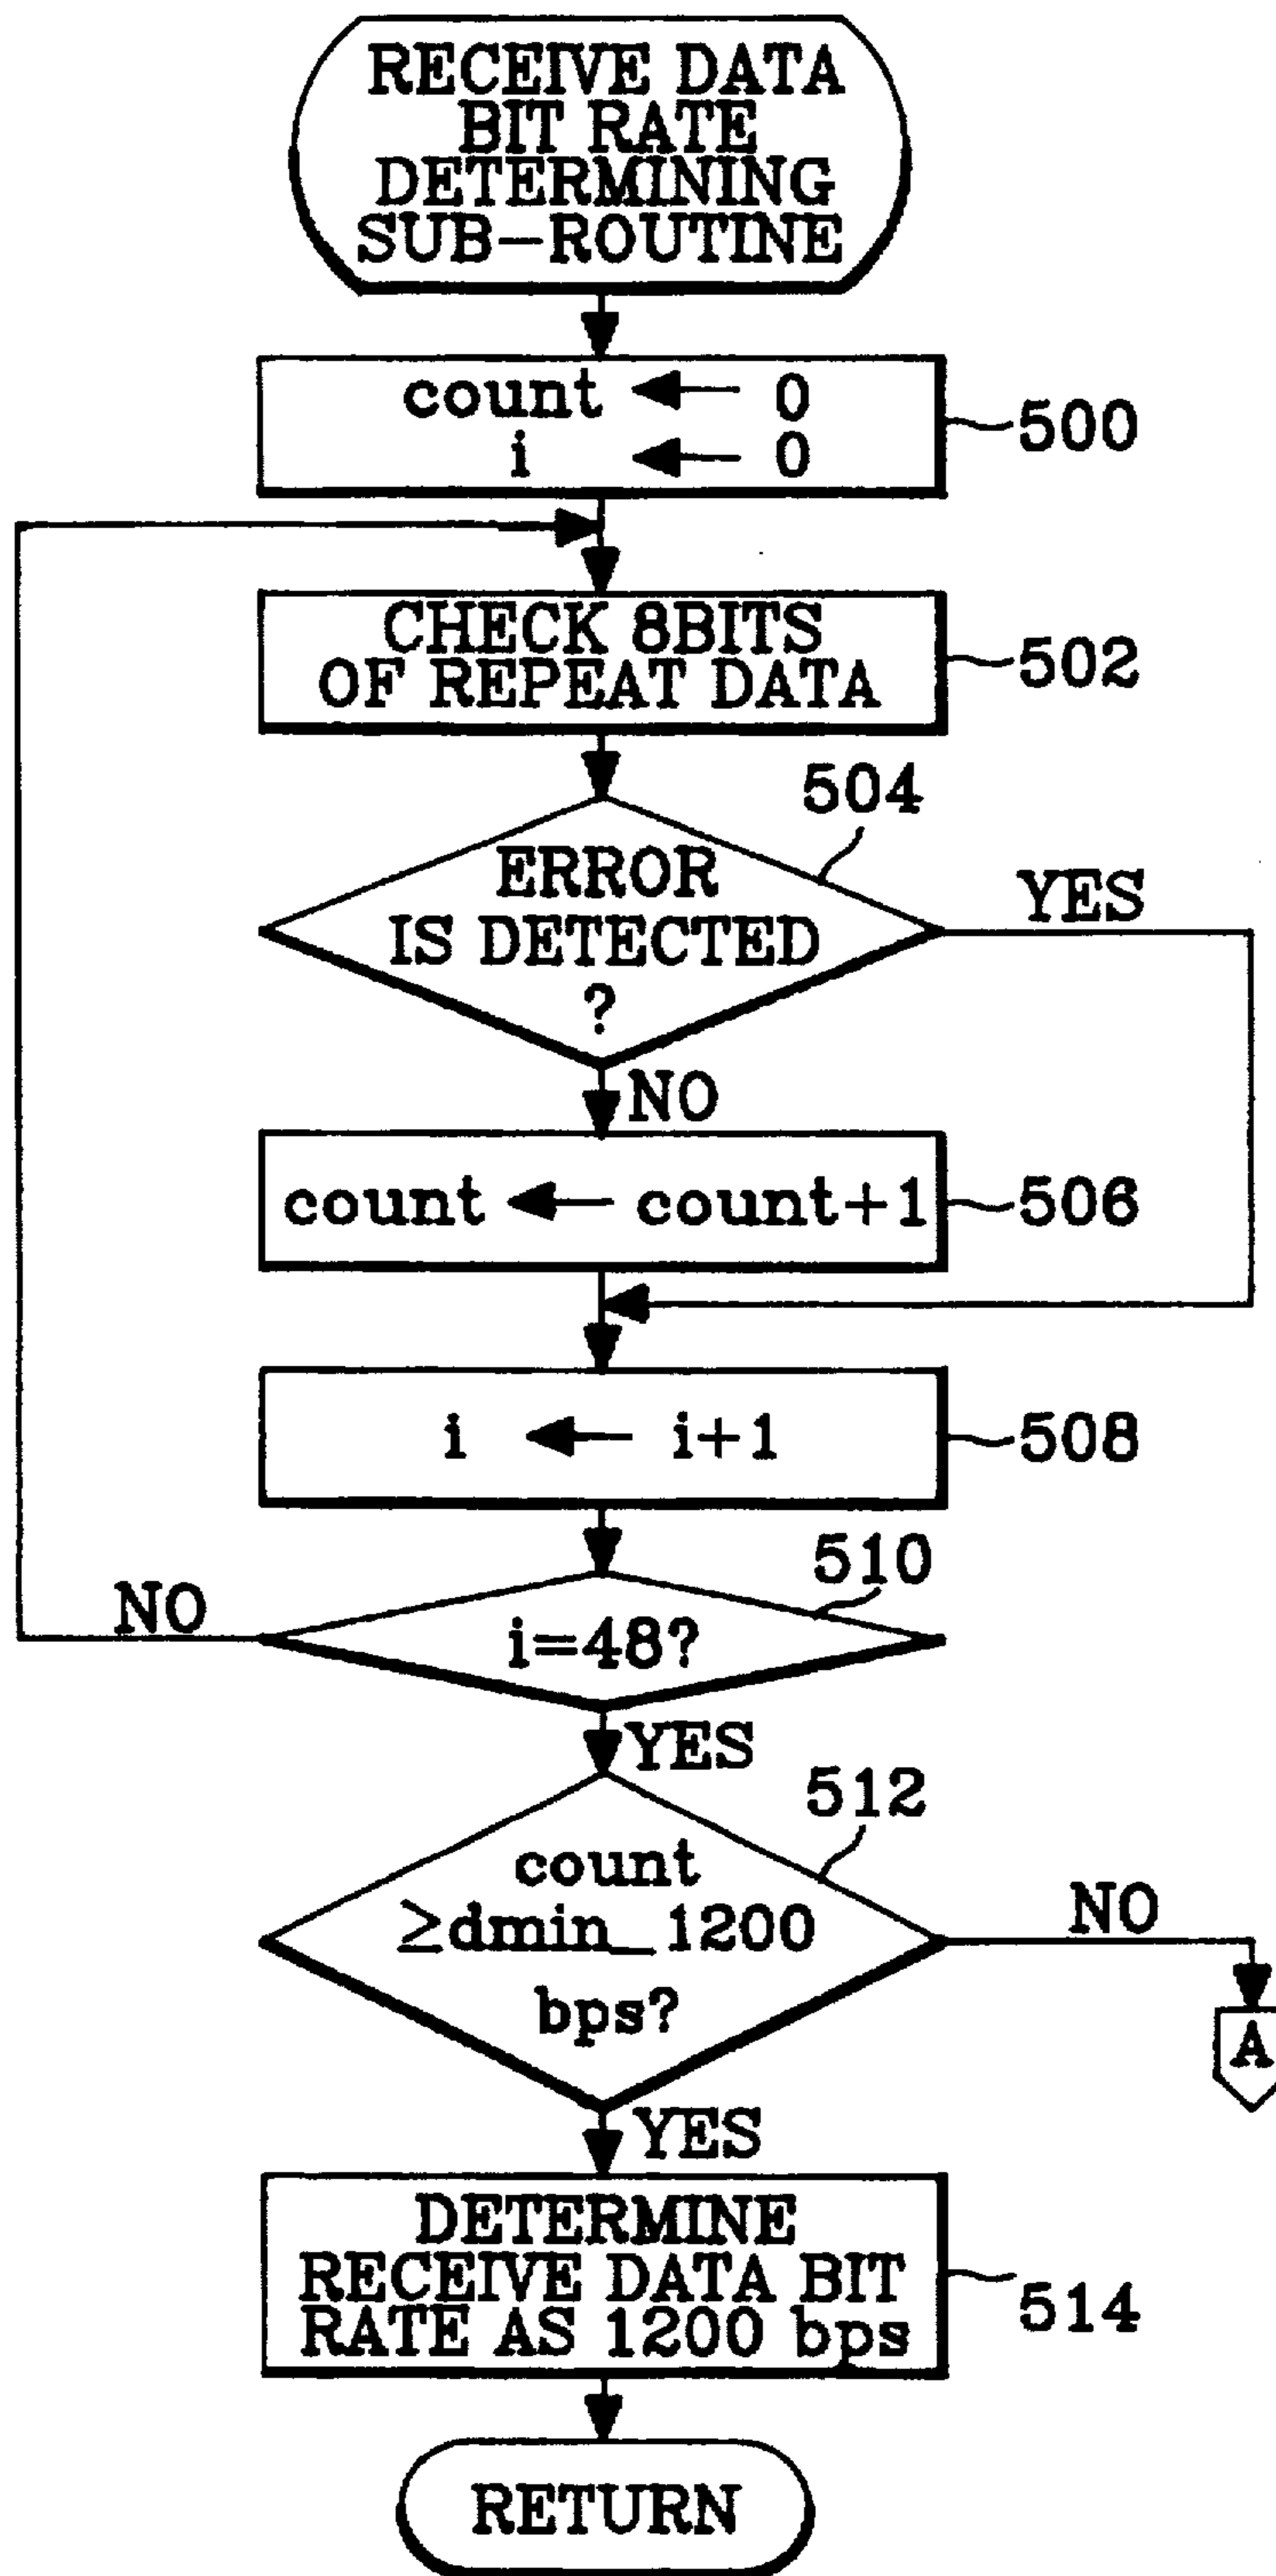 RECEIVE DATA
BIT RATE
DETERMINING
SUB-ROUTINE
count ← 0
i ← 0
500
CHECK 8BITS
OF REPEAT DATA
502
504
ERROR
IS DETECTED
?
YES
NO
count ← count+1
506
i ← i+1
508
510
NO
i=48?
YES
512
count
≥dmin_1200
bps?
NO
A
YES
DETERMINE
RECEIVE DATA BIT
RATE AS 1200 bps
514
RETURN